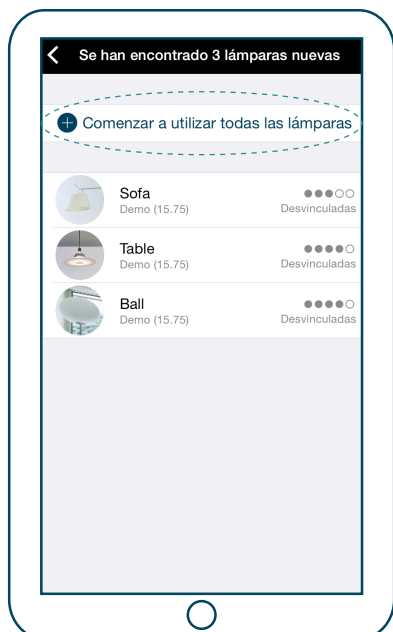 Se han encontrado 3 lámparas nuevas
Comenzar a utilizar todas las lámparas
Sofa
Demo (15.75)
Desvinculadas
Table
Demo (15.75)
Desvinculadas
Ball
Demo (15.75)
Desvinculadas